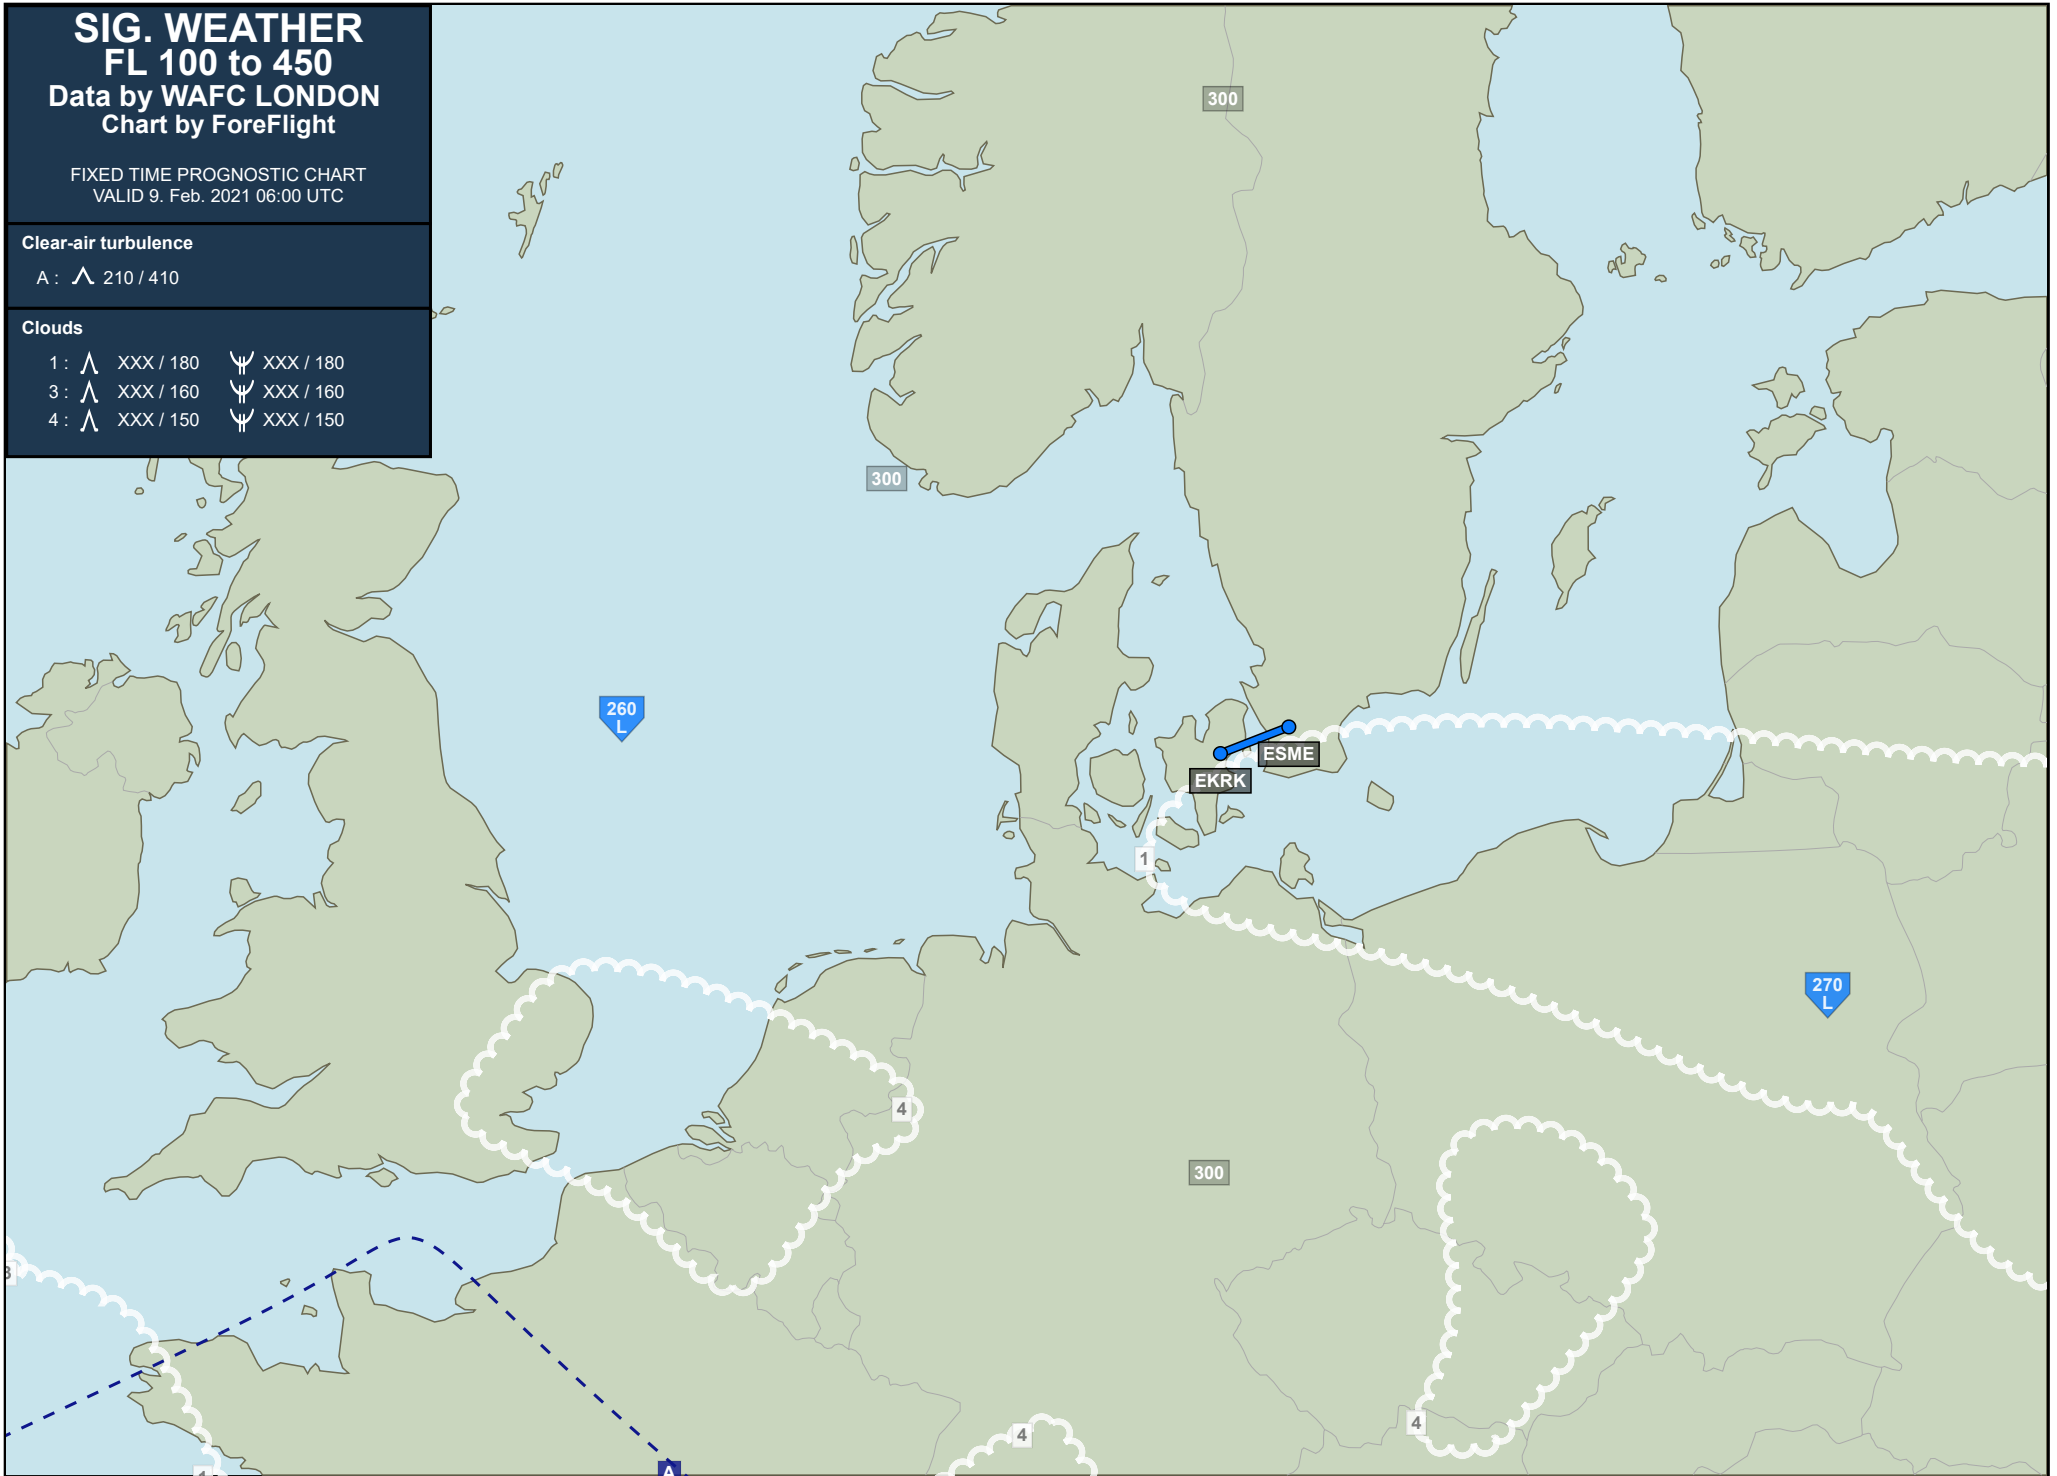 SIG. WEATHER
FL 100 to 450
Data by WAFC LONDON
Chart by ForeFlight
FIXED TIME PROGNOSTIC CHART
VALID 9. Feb. 2021 06:00 UTC
Clear-air turbulence
A : 210 / 410
Clouds
1 : XXX / 180 XXX / 180
3 : XXX / 160 XXX / 160
4 : XXX / 150 XXX / 150
300
300
260
L
ESME
EKRK
1
270
L
4
300
3
4
4
1
A